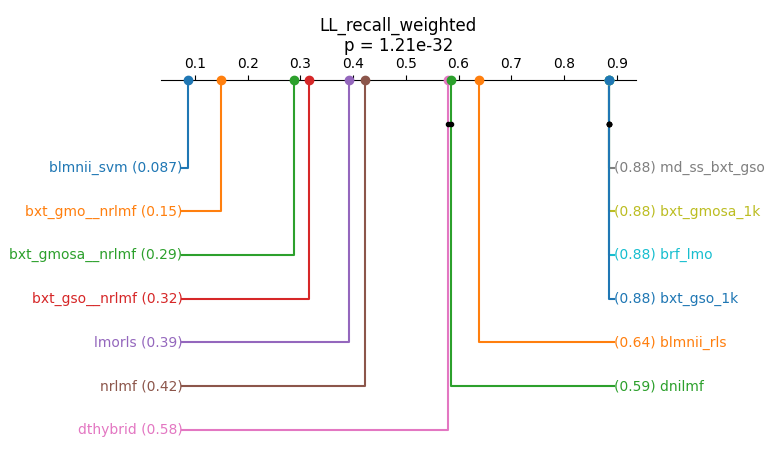 LL_recall_weighted
p = 1.21e-32
0.1 0.2 0.3 0.4 0.5 0.6 0.7 0.8 0.9
blmnii_svm (0.087)
bxt_gmo__nrlmf (0.15)
bxt_gmosa__nrlmf (0.29)
bxt_gso__nrlmf (0.32)
lmorls (0.39)
nrlmf (0.42)
dthybrid (0.58)
(0.88) md_ss_bxt_gso
(0.88) bxt_gmosa_1k
(0.88) brf_lmo
(0.88) bxt_gso_1k
(0.64) blmnii_rls
(0.59) dnilmf